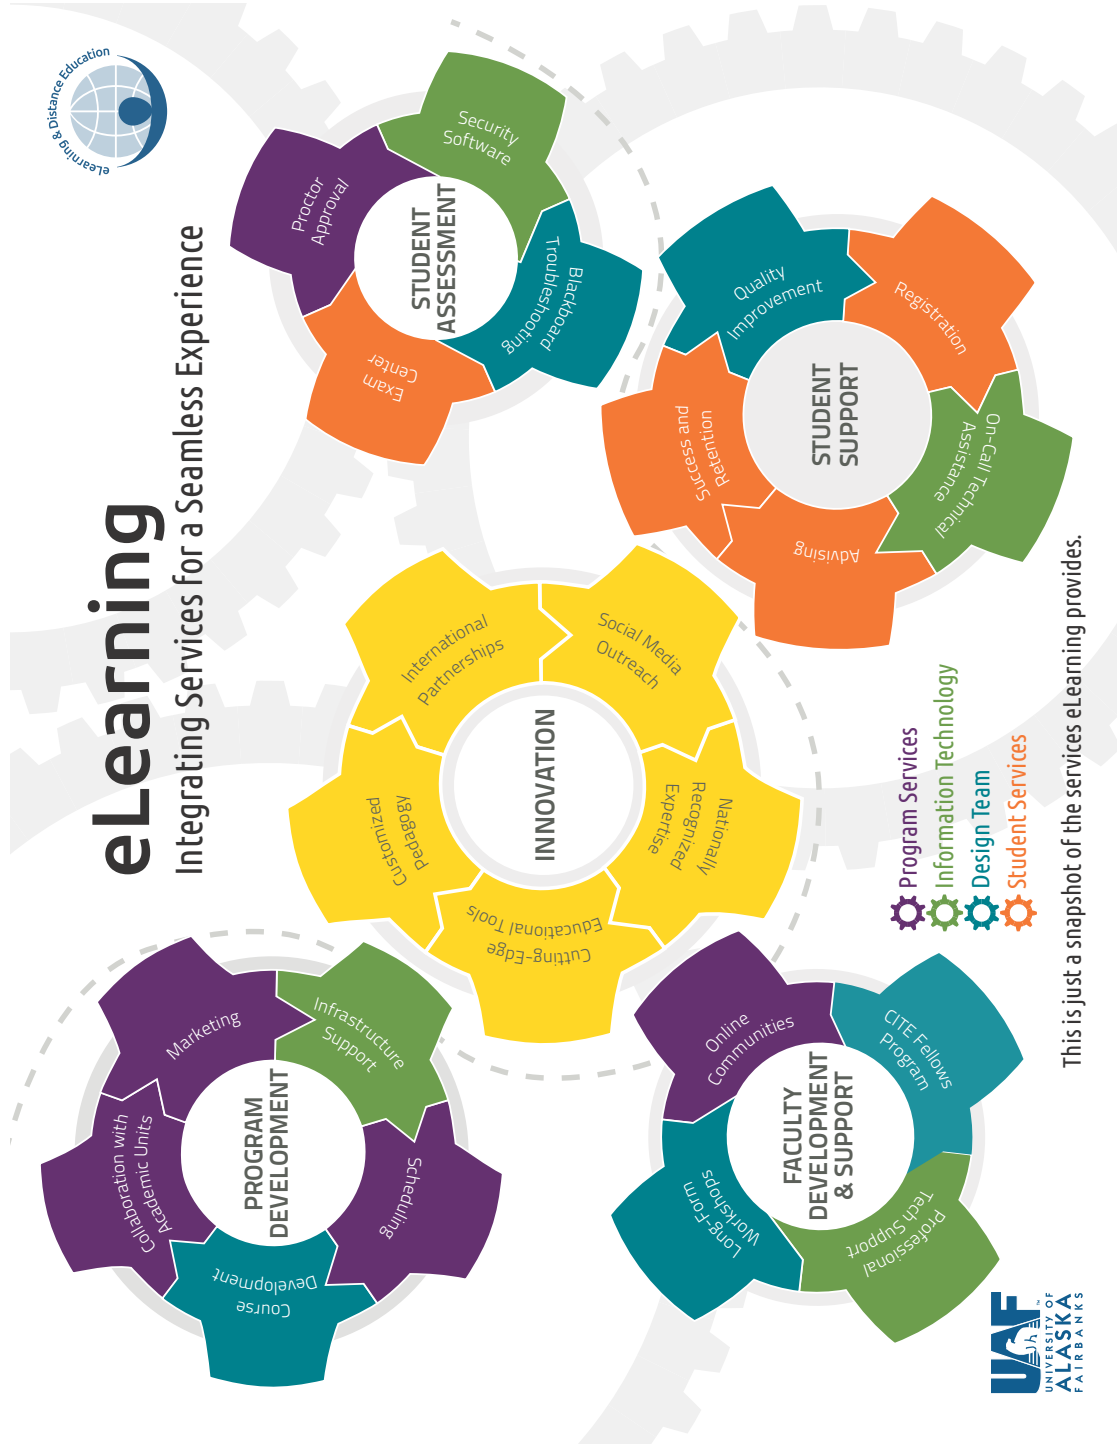 eLearning
Integrating Services for a Seamless Experience
eLearning & Distance Education
PROGRAM
DEVELOPMENT
Marketing
Infrastructure
Support
Scheduling
Course
Development
Collaboration with
Academic Units
INNOVATION
International
Partnerships
Social Media
Outreach
Nationally
Recognized
Expertise
Cutting-Edge
Educational Tools
Customized
Pedagogy
STUDENT
ASSESSMENT
Proctor
Approval
Security
Software
Blackboard
Troubleshooting
Exam
Center
STUDENT
SUPPORT
Quality
Improvement
Registration
On-Call Technical
Assistance
Advising
Success and
Retention
FACULTY
DEVELOPMENT
& SUPPORT
Online
Communities
CITE Fellows
Program
Professional
Tech Support
Long-Form
Workshops
Program Services
Information Technology
Design Team
Student Services
UAF
UNIVERSITY OF
ALASKA
FAIRBANKS
This is just a snapshot of the services eLearning provides.